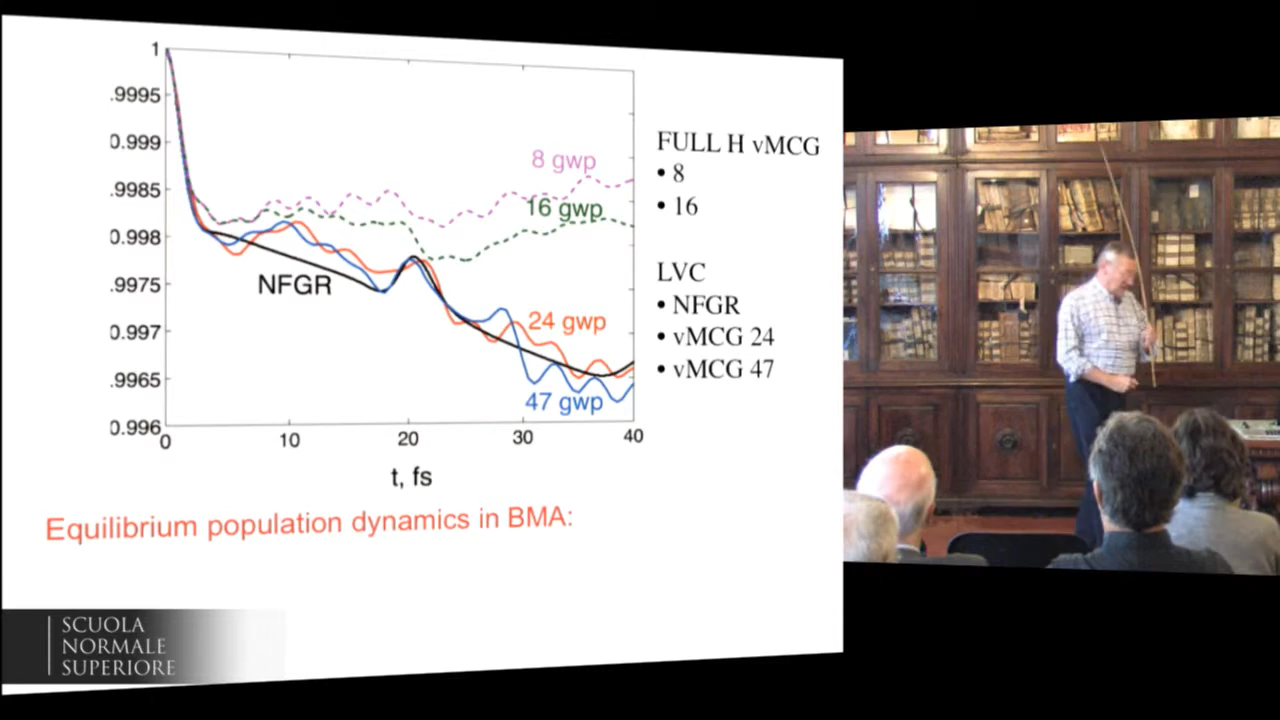 1
.9995
0.999
.9985
0.998
.9975
0.997
.9965
0.996
0
10
20
30
40
t, fs
8 gwp
16 gwp
NFGR
24 gwp
47 gwp
FULL H vMCG
• 8
• 16
LVC
• NFGR
• vMCG 24
• vMCG 47
Equilibrium population dynamics in BMA:
SCUOLA
NORMALE
SUPERIORE